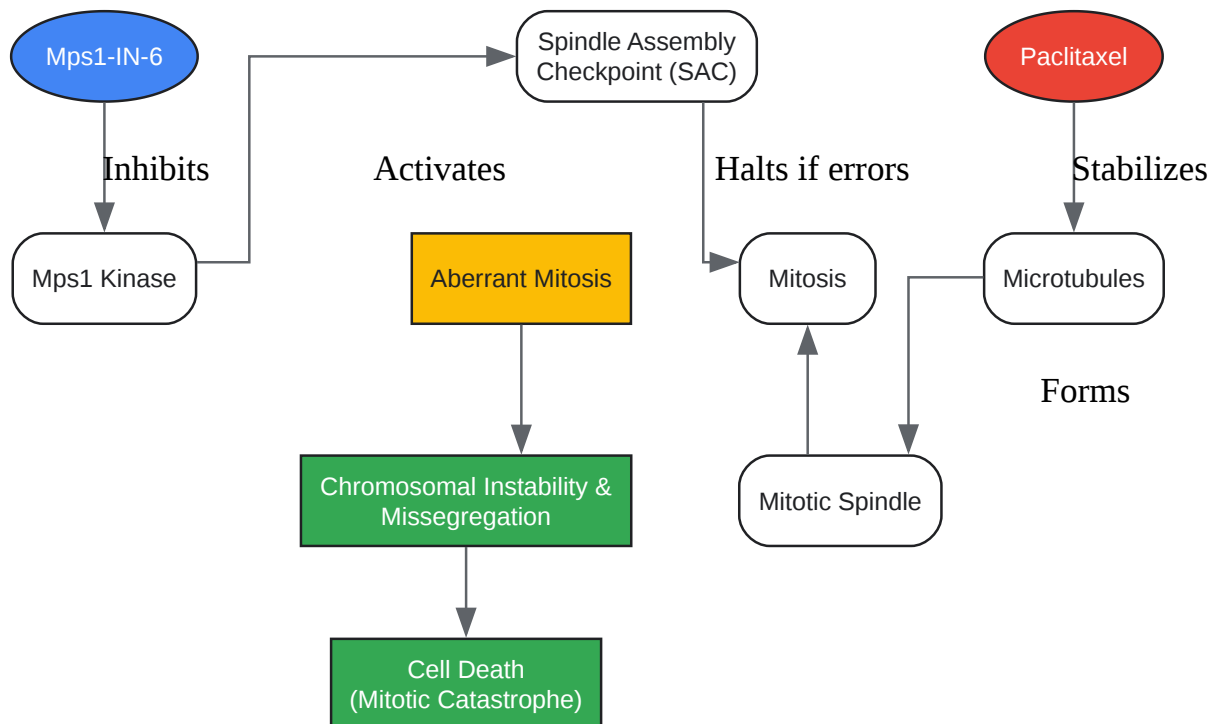 Mps1-IN-6
Spindle Assembly
Checkpoint (SAC)
Paclitaxel
Inhibits
Activates
Halts if errors
Stabilizes
Mps1 Kinase
Aberrant Mitosis
Mitosis
Microtubules
Forms
Chromosomal Instability &
Missegregation
Mitotic Spindle
Cell Death
(Mitotic Catastrophe)